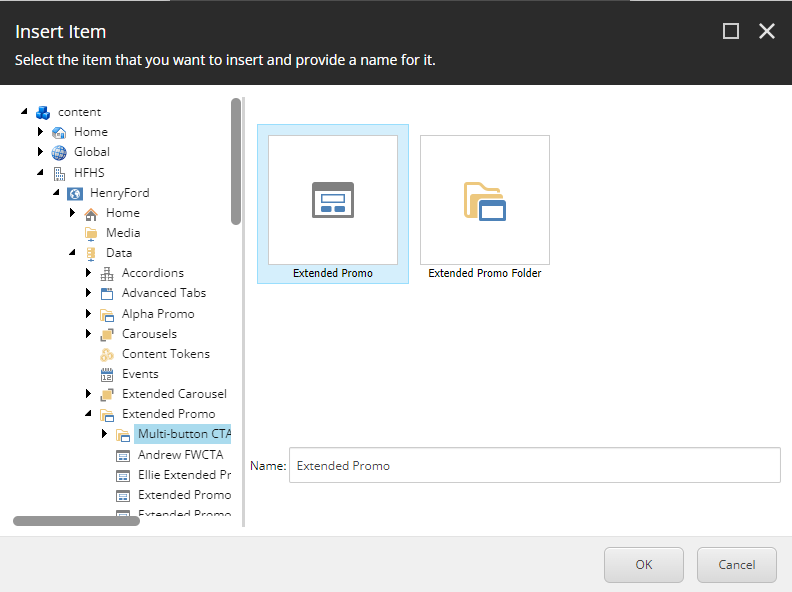 Insert Item
Select the item that you want to insert and provide a name for it.
content
Home
Global
HFHS
HenryFord
Home
Media
Data
Accordions
Advanced Tabs
Alpha Promo
Carousels
Content Tokens
Events
Extended Carousel
Extended Promo
Multi-button CTA
Andrew FWCTA
Ellie Extended Pr
Extended Promo
Extended Promo
Extended Promo
Extended Promo Folder
Name: Extended Promo
OK
Cancel